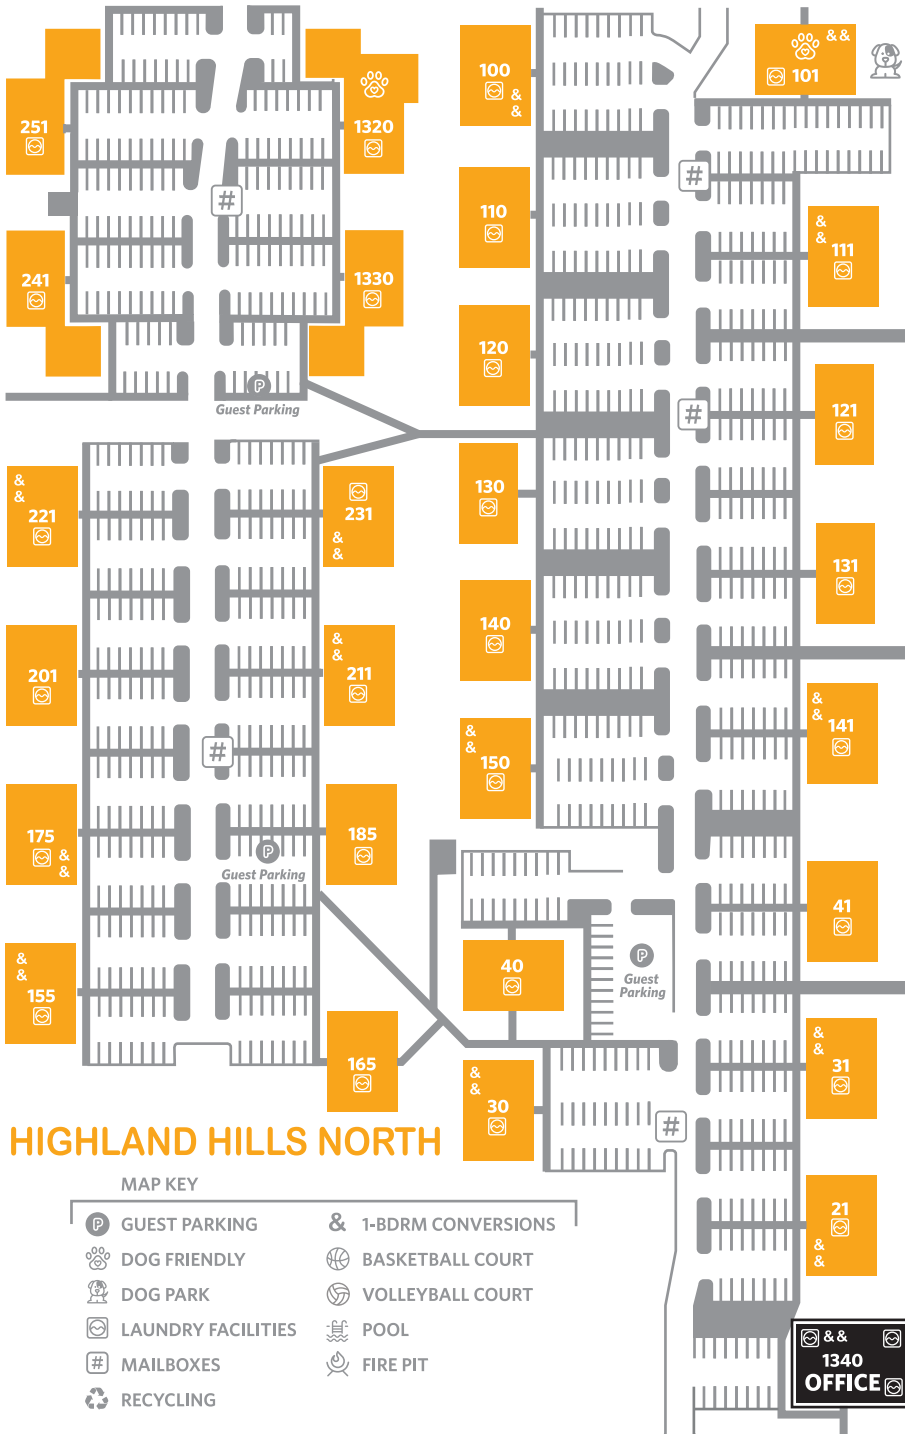 & &
101
100
&
&
251
1320
#
#
110
&
&
111
241
1330
120
P
Guest Parking
#
121
130
&
&
221
231
&
&
131
140
201
&
&
211
&
&
141
&
&
150
#
175
&
&
P
Guest Parking
185
41
40
P
Guest
Parking
&
&
155
165
&
&
30
&
&
31
#
HIGHLAND HILLS NORTH
MAP KEY
P GUEST PARKING
DOG FRIENDLY
DOG PARK
LAUNDRY FACILITIES
# MAILBOXES
RECYCLING
& 1-BDRM CONVERSIONS
BASKETBALL COURT
VOLLEYBALL COURT
POOL
FIRE PIT
21
&
&
& &
1340
OFFICE